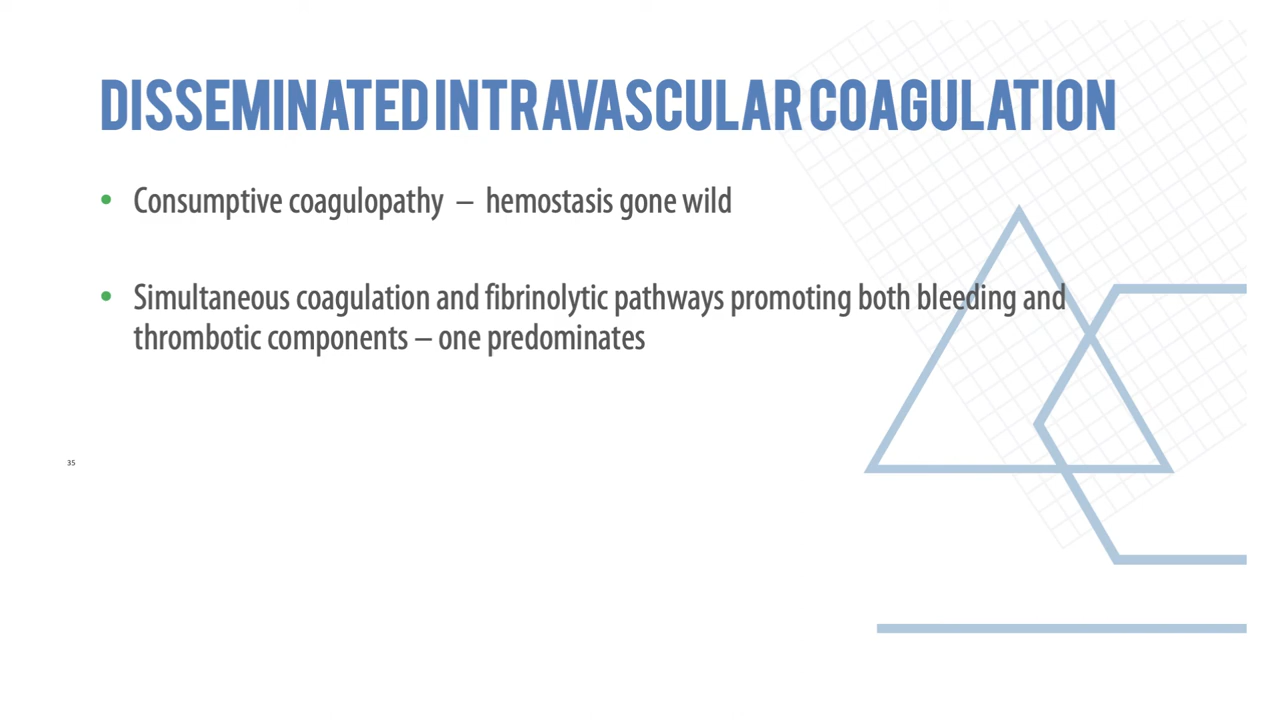 DISSEMINATED INTRAVASCULAR COAGULATION
• Consumptive coagulopathy – hemostasis gone wild
• Simultaneous coagulation and fibrinolytic pathways promoting both bleeding and
thrombotic components – one predominates
35